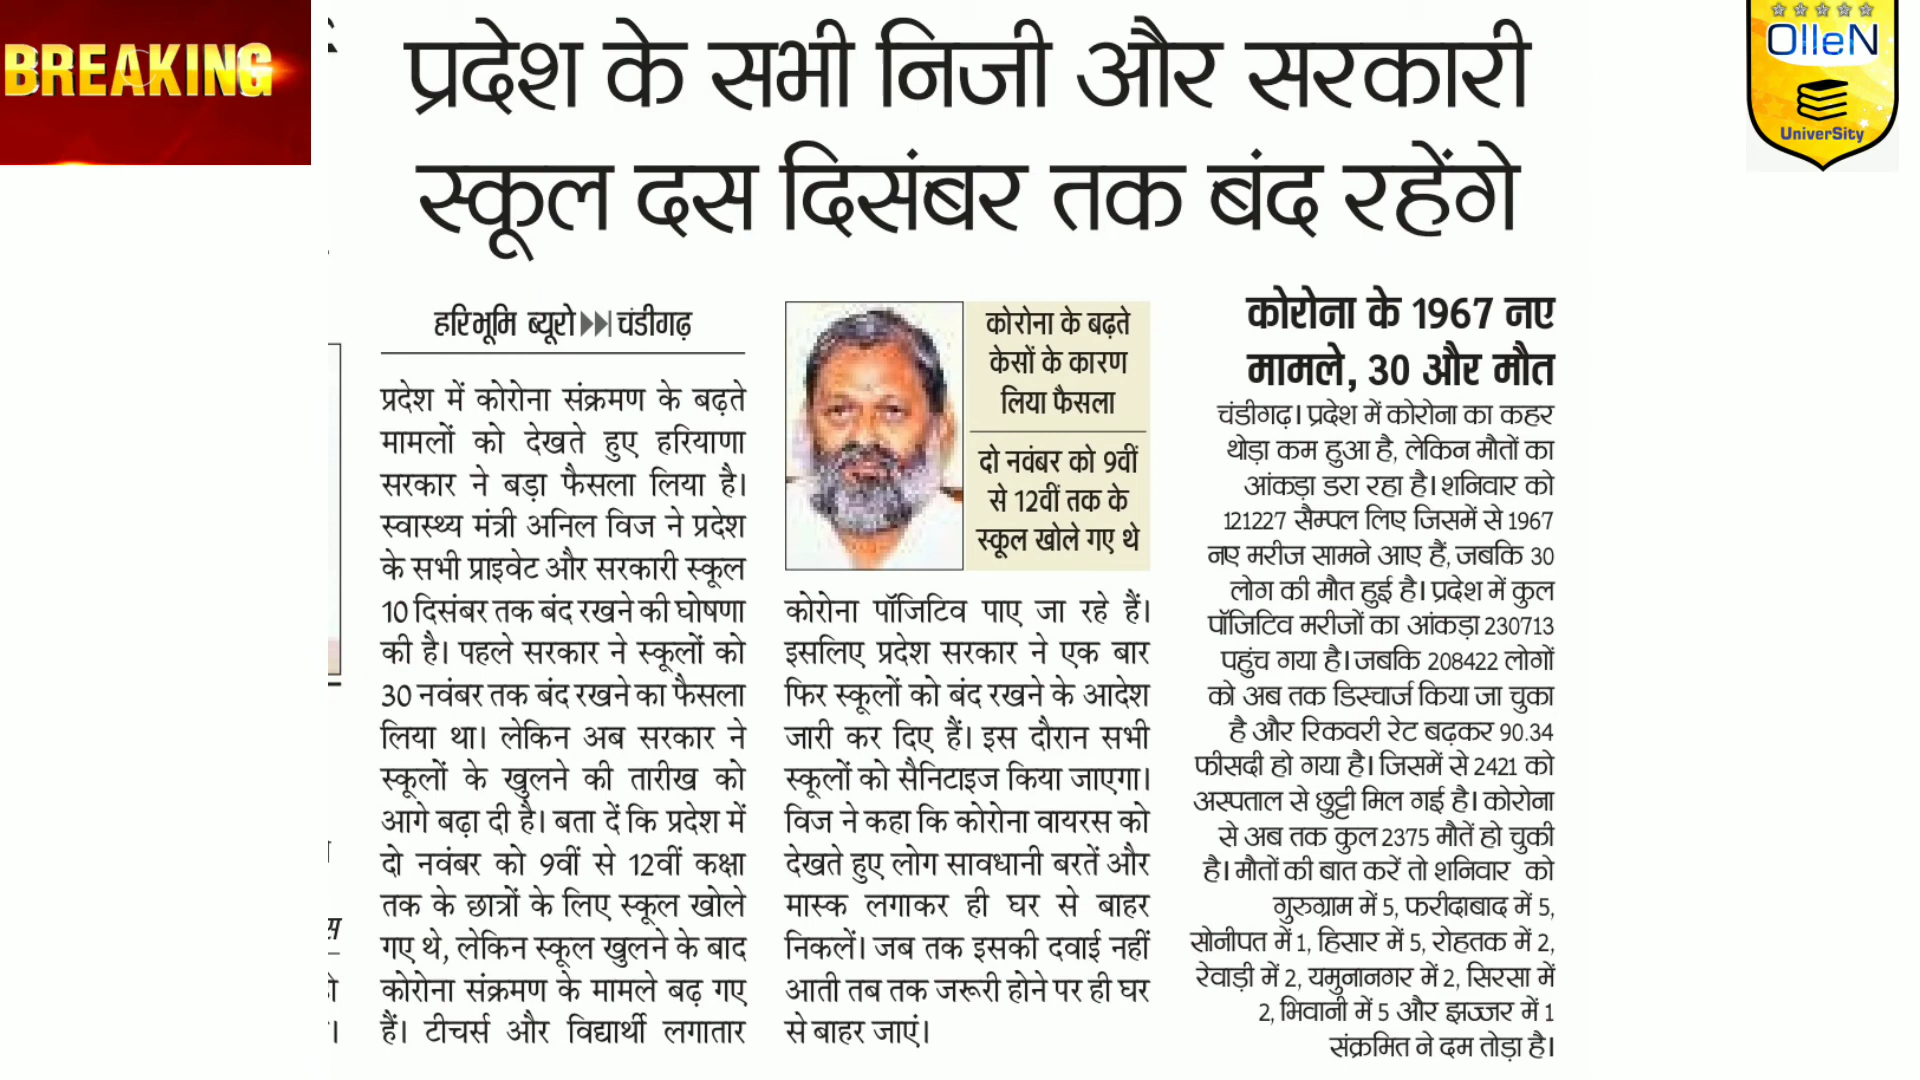 BREAKING
OlleN
UniverSity
प्रदेश के सभी निजी और सरकारी
स्कूल दस दिसंबर तक बंद रहेंगे
हरिभूमि ब्यूरो चंडीगढ़
प्रदेश में कोरोना संक्रमण के बढ़ते
मामलों को देखते हुए हरियाणा
सरकार ने बड़ा फैसला लिया है।
स्वास्थ्य मंत्री अनिल विज ने प्रदेश
के सभी प्राइवेट और सरकारी स्कूल
10 दिसंबर तक बंद रखने की घोषणा
की है। पहले सरकार ने स्कूलों को
30 नवंबर तक बंद रखने का फैसला
लिया था। लेकिन अब सरकार ने
स्कूलों के खुलने की तारीख को
आगे बढ़ा दी है। बता दें कि प्रदेश में
दो नवंबर को 9वीं से 12वीं कक्षा
तक के छात्रों के लिए स्कूल खोले
गए थे, लेकिन स्कूल खुलने के बाद
कोरोना संक्रमण के मामले बढ़ गए
हैं। टीचर्स और विद्यार्थी लगातार
कोरोना के बढ़ते
केसों के कारण
लिया फैसला
दो नवंबर को 9वीं
से 12वीं तक के
स्कूल खोले गए थे
कोरोना पॉजिटिव पाए जा रहे हैं।
इसलिए प्रदेश सरकार ने एक बार
फिर स्कूलों को बंद रखने के आदेश
जारी कर दिए हैं। इस दौरान सभी
स्कूलों को सैनिटाइज किया जाएगा।
विज ने कहा कि कोरोना वायरस को
देखते हुए लोग सावधानी बरतें और
मास्क लगाकर ही घर से बाहर
निकलें। जब तक इसकी दवाई नहीं
आती तब तक जरूरी होने पर ही घर
से बाहर जाएं।
कोरोना के 1967 नए
मामले, 30 और मौत
चंडीगढ़। प्रदेश में कोरोना का कहर
थोड़ा कम हुआ है, लेकिन मौतों का
आंकड़ा डरा रहा है। शनिवार को
121227 सैम्पल लिए जिसमें से 1967
नए मरीज सामने आए हैं, जबकि 30
लोग की मौत हुई है। प्रदेश में कुल
पॉजिटिव मरीजों का आंकड़ा 230713
पहुंच गया है। जबकि 208422 लोगों
को अब तक डिस्चार्ज किया जा चुका
है और रिकवरी रेट बढ़कर 90.34
फीसदी हो गया है। जिसमें से 2421 को
अस्पताल से छुट्टी मिल गई है। कोरोना
से अब तक कुल 2375 मौतें हो चुकी
है। मौतों की बात करें तो शनिवार को
गुरुग्राम में 5, फरीदाबाद में 5,
सोनीपत में 1, हिसार में 5, रोहतक में 2,
रेवाड़ी में 2, यमुनानगर में 2, सिरसा में
2, भिवानी में 5 और झज्जर में 1
संक्रमित ने दम तोड़ा है।